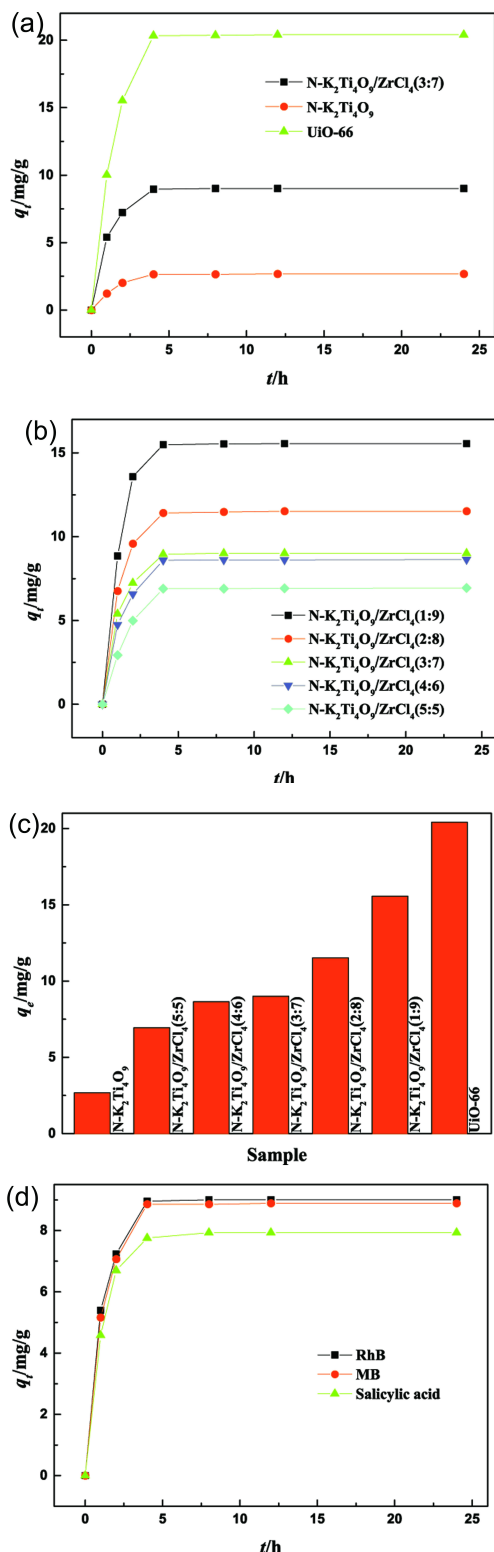 (a)
20
15
10
5
0
q_t/mg/g
N-K₂Ti₄O₉/ZrCl₄(3:7)
N-K₂Ti₄O₉
UiO-66
0 5 10 15 20 25
t/h
(b)
15
10
5
0
q_t/mg/g
N-K₂Ti₄O₉/ZrCl₄(1:9)
N-K₂Ti₄O₉/ZrCl₄(2:8)
N-K₂Ti₄O₉/ZrCl₄(3:7)
N-K₂Ti₄O₉/ZrCl₄(4:6)
N-K₂Ti₄O₉/ZrCl₄(5:5)
0 5 10 15 20 25
t/h
(c)
20
15
10
5
0
q_e/mg/g
N-K₂Ti₄O₉
N-K₂Ti₄O₉/ZrCl₄(5:5)
N-K₂Ti₄O₉/ZrCl₄(4:6)
N-K₂Ti₄O₉/ZrCl₄(3:7)
N-K₂Ti₄O₉/ZrCl₄(2:8)
N-K₂Ti₄O₉/ZrCl₄(1:9)
UiO-66
Sample
(d)
8
6
4
2
0
q_t/mg/g
RhB
MB
Salicylic acid
0 5 10 15 20 25
t/h